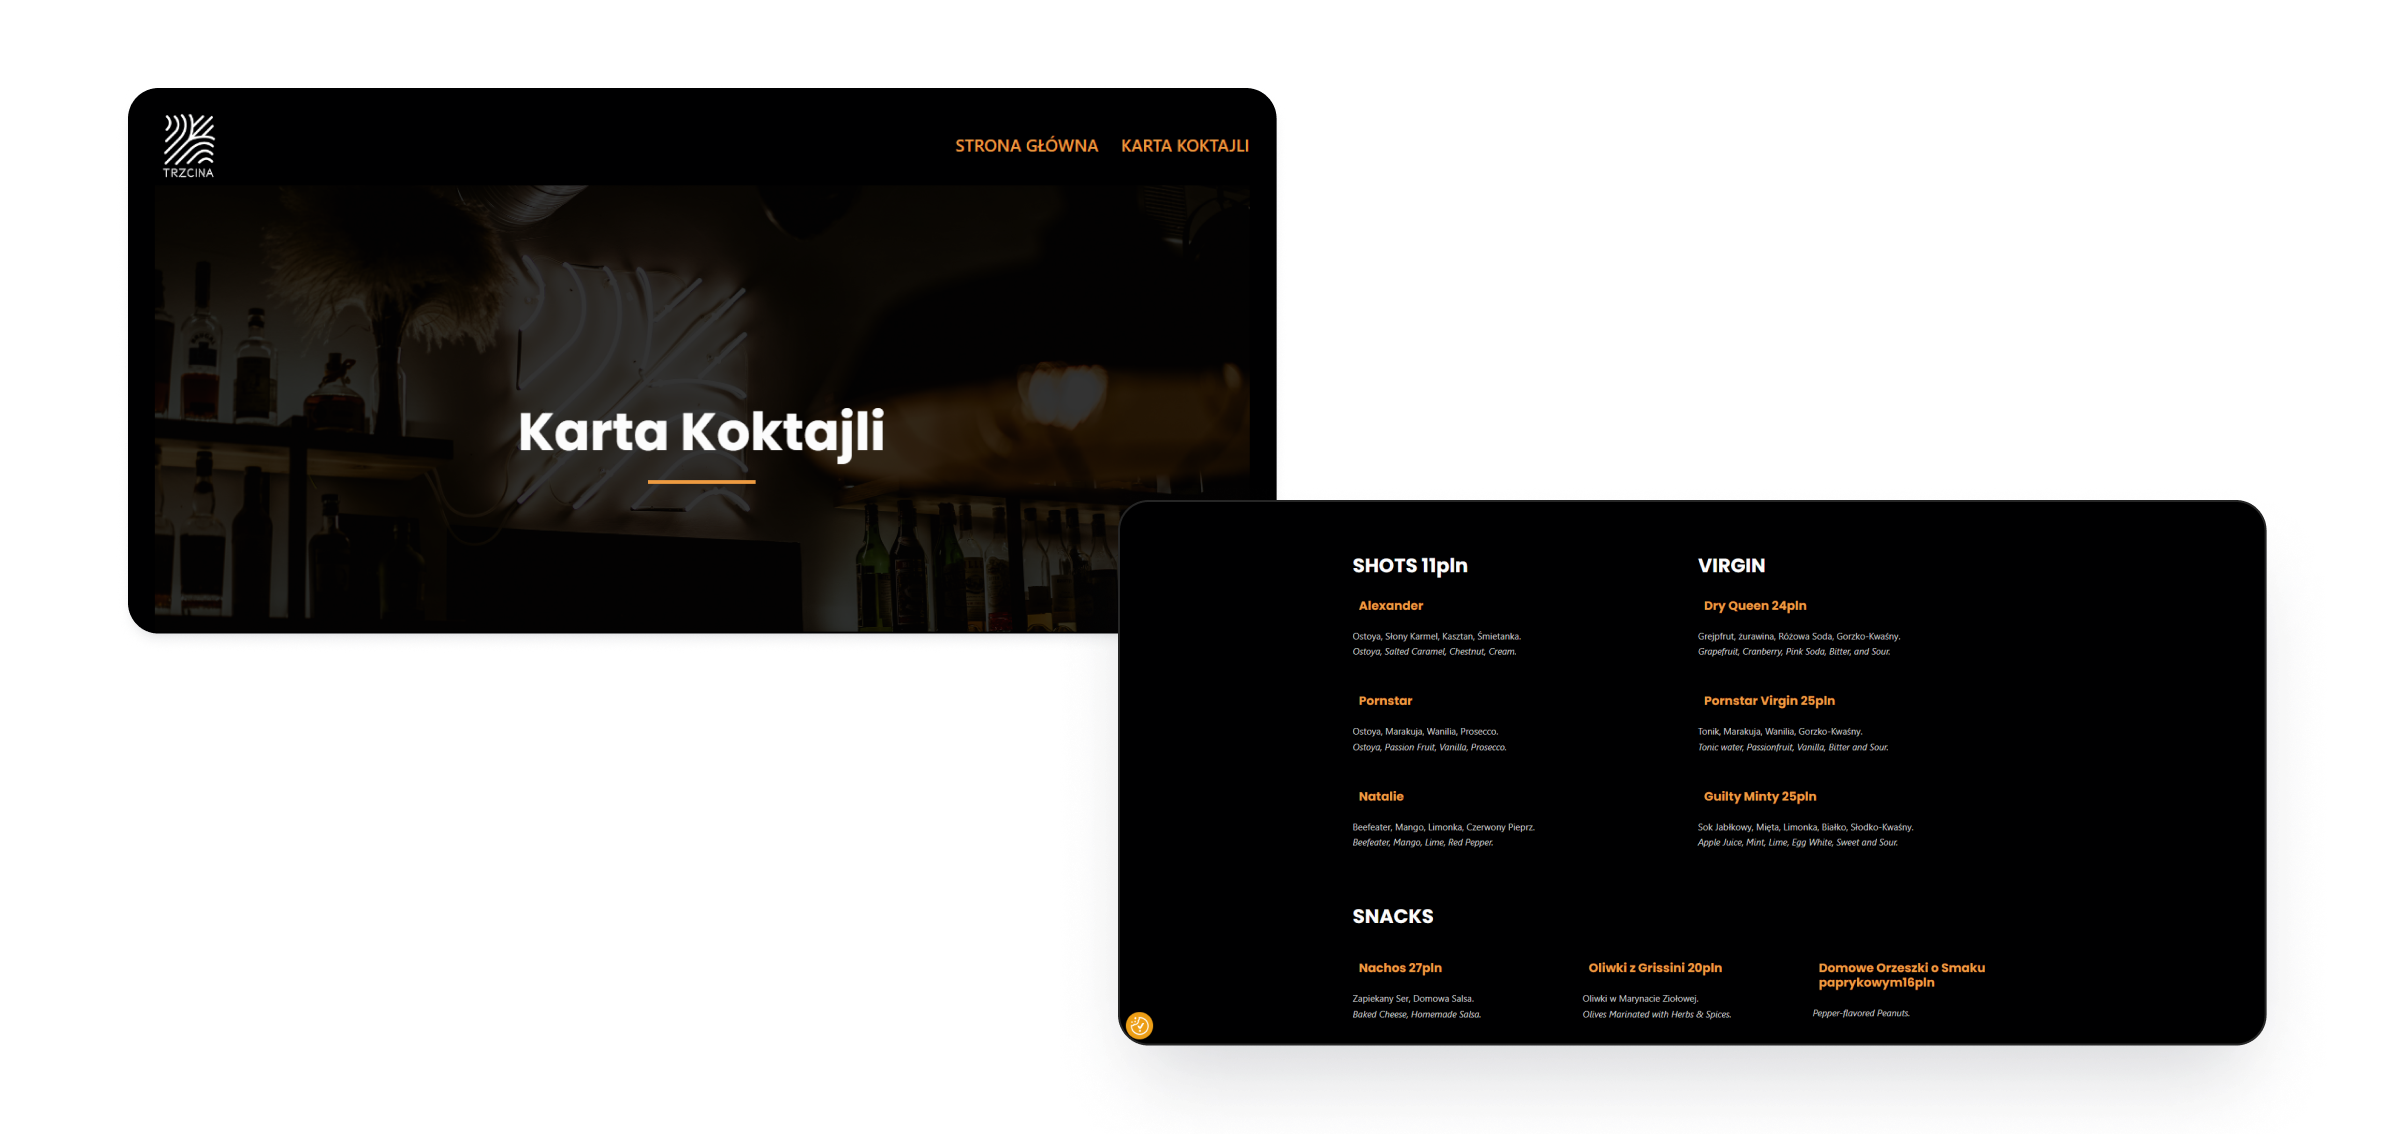 TRZCINA
STRONA GŁÓWNA
KARTA KOKTAJLI
Karta Koktajli
SHOTS 11pln
Alexander
Ostoya, Słony Karmel, Kasztan, Śmietanka.
Ostoya, Salted Caramel, Chestnut, Cream.
Pornstar
Ostoya, Marakuja, Wanilia, Prosecco.
Ostoya, Passion Fruit, Vanilla, Prosecco.
Natalie
Beefeater, Mango, Limonka, Czerwony Pieprz.
Beefeater, Mango, Lime, Red Pepper.
VIRGIN
Dry Queen 24pln
Grejpfrut, żurawina, Różowa Soda, Gorzko-Kwaśny.
Grapefruit, Cranberry, Pink Soda, Bitter, and Sour.
Pornstar Virgin 25pln
Tonik, Marakuja, Wanilia, Gorzko-Kwaśny.
Tonic water, Passionfruit, Vanilla, Bitter and Sour.
Guilty Minty 25pln
Sok Jabłkowy, Mięta, Limonka, Białko, Słodko-Kwaśny.
Apple Juice, Mint, Lime, Egg White, Sweet and Sour.
SNACKS
Nachos 27pln
Zapiekany Ser, Domowa Salsa.
Baked Cheese, Homemade Salsa.
Oliwki z Grissini 20pln
Oliwki w Marynacie Ziołowej.
Olives Marinated with Herbs & Spices.
Domowe Orzeszki o Smaku
paprykowym16pln
Pepper-flavored Peanuts.